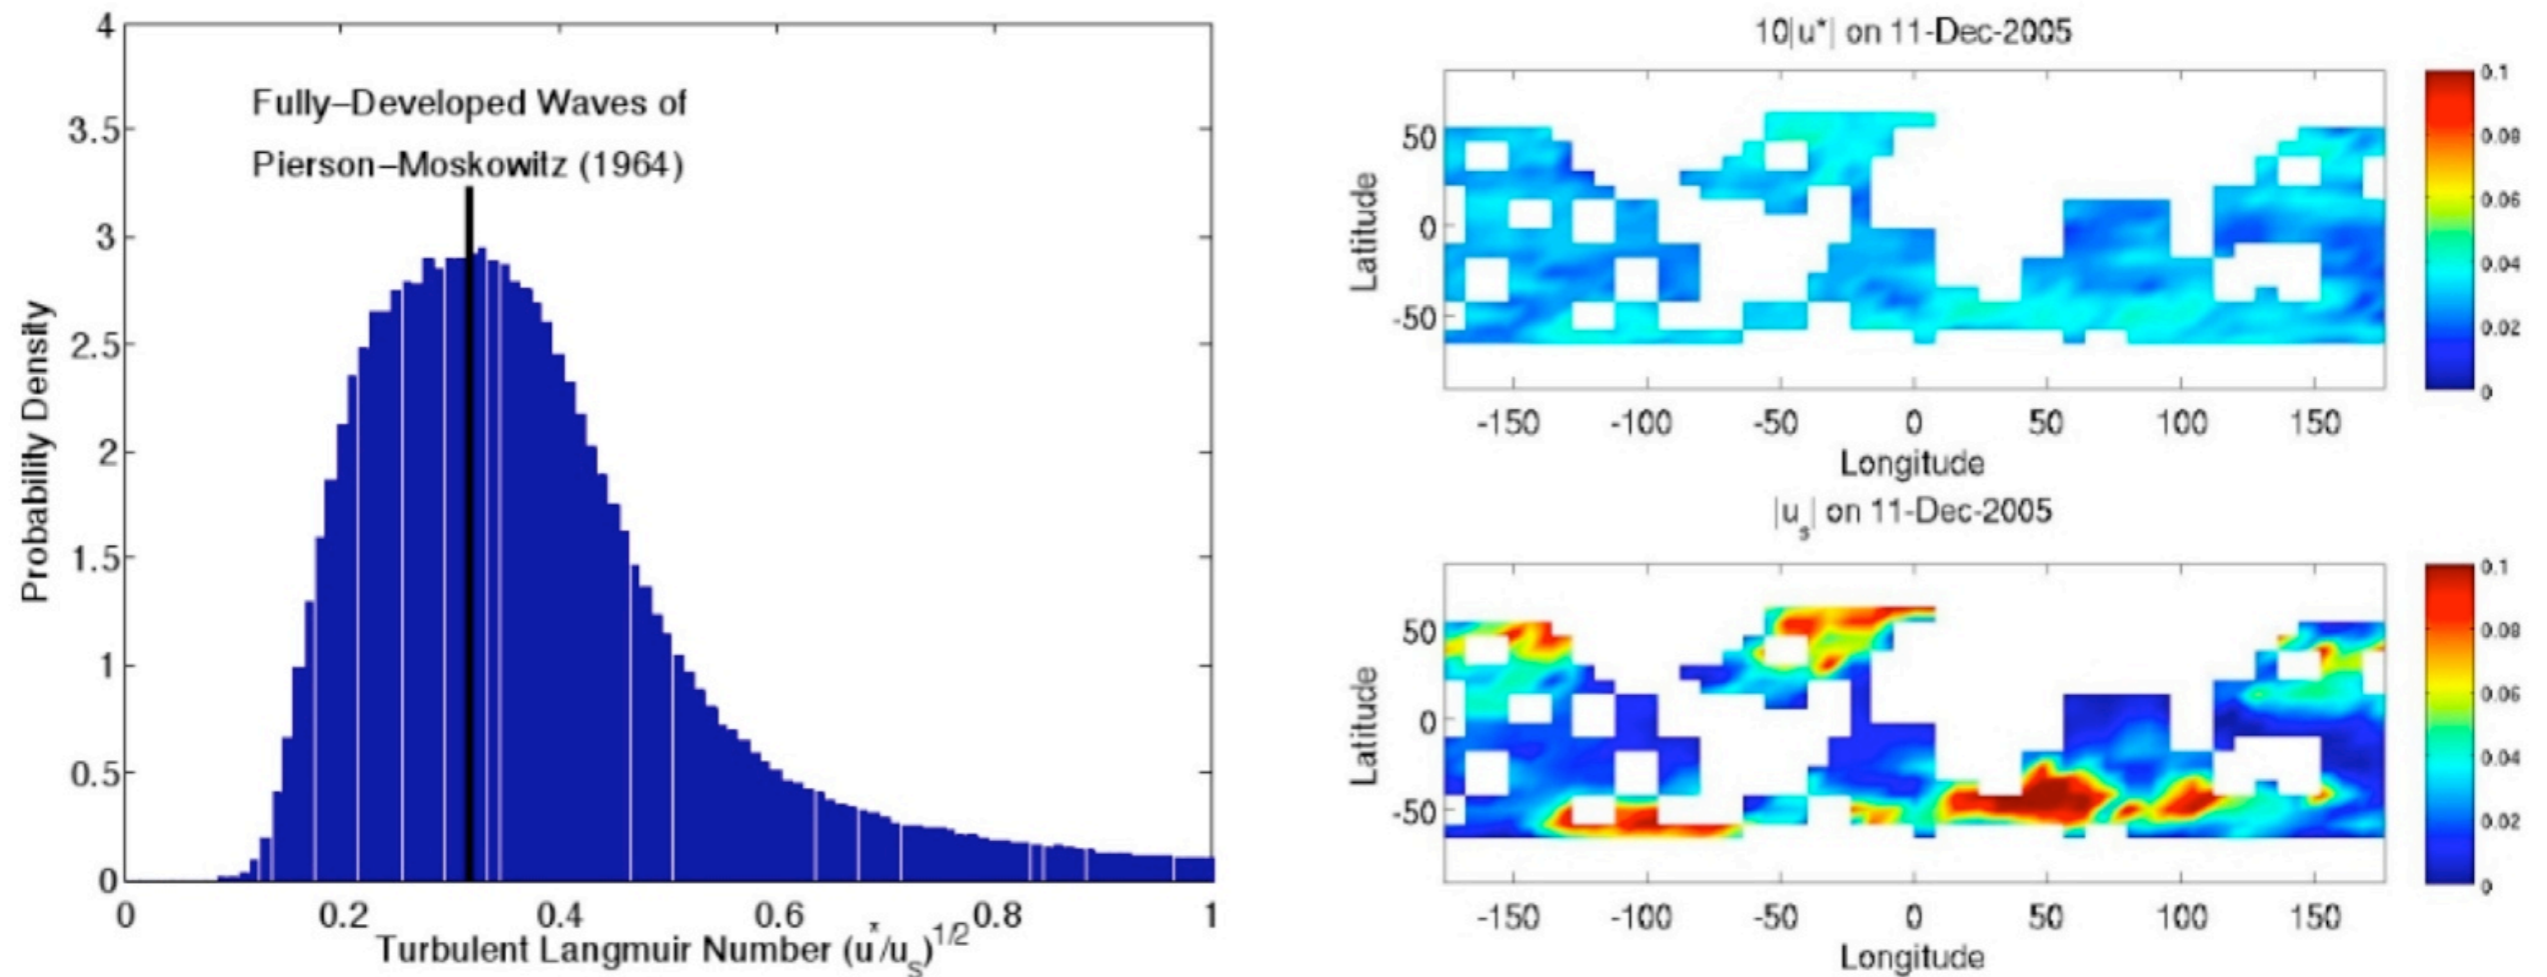 4
3.5
3
2.5
2
1.5
1
0.5
0
Probability Density
Fully–Developed Waves of
Pierson–Moskowitz (1964)
0 0.2 0.4 0.6 0.8 1
Turbulent Langmuir Number (u*/u_s)^1/2
10|u*| on 11-Dec-2005
Latitude
50
0
-50
-150 -100 -50 0 50 100 150
Longitude
0.1
0.08
0.06
0.04
0.02
0
|u_s| on 11-Dec-2005
Latitude
50
0
-50
-150 -100 -50 0 50 100 150
Longitude
0.1
0.08
0.06
0.04
0.02
0